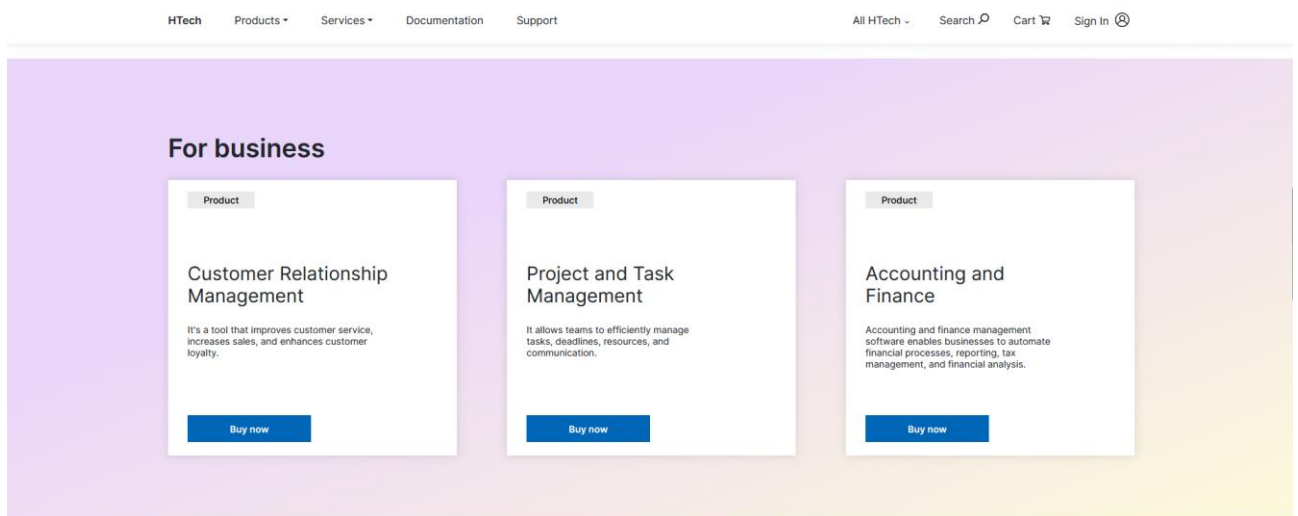 HTech Products Services Documentation Support All HTech Search Cart Sign In
For business
Product
Customer Relationship
Management
It's a tool that improves customer service,
increases sales, and enhances customer
loyalty.
Buy now
Product
Project and Task
Management
It allows teams to efficiently manage
tasks, deadlines, resources, and
communication.
Buy now
Product
Accounting and
Finance
Accounting and finance management
software enables businesses to automate
financial processes, reporting, tax
management, and financial analysis.
Buy now